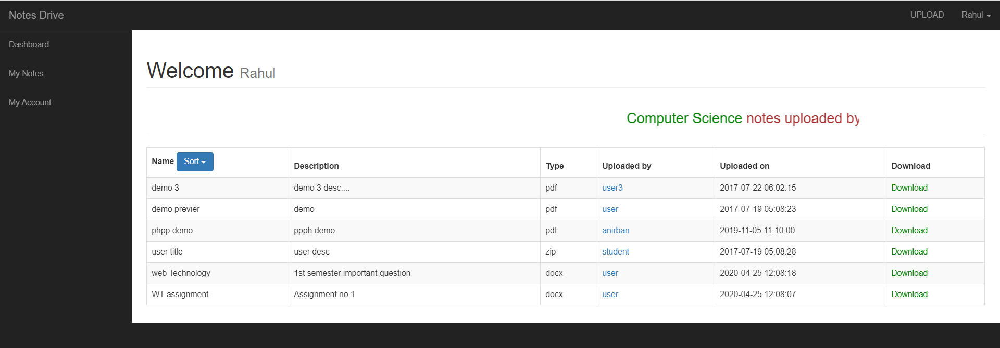 Notes Drive UPLOAD Rahul
Dashboard
My Notes
My Account
Welcome Rahul
Computer Science notes uploaded by
Name Sort Description Type Uploaded by Uploaded on Download
demo 3 demo 3 desc.... pdf user3 2017-07-22 06:02:15 Download
demo previer demo pdf user 2017-07-19 05:08:23 Download
phpp demo ppph demo pdf anirban 2019-11-05 11:10:00 Download
user title user desc zip student 2017-07-19 05:08:28 Download
web Technology 1st semester important question docx user 2020-04-25 12:08:18 Download
WT assignment Assignment no 1 docx user 2020-04-25 12:08:07 Download